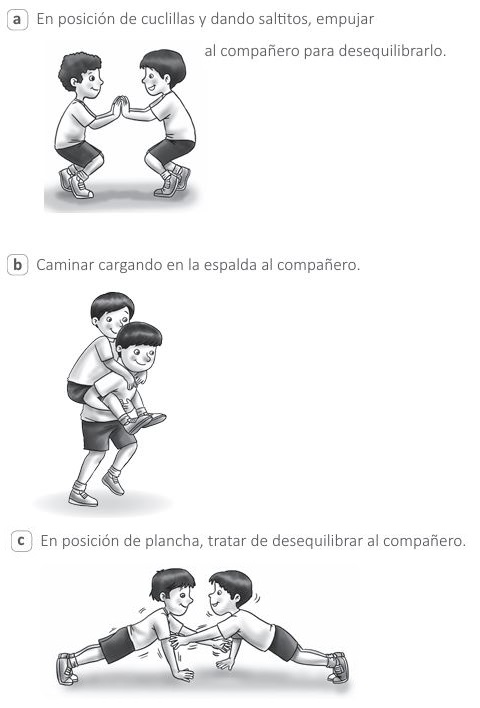 a En posición de cuclillas y dando saltitos, empujar
al compañero para desequilibrarlo.
b Caminar cargando en la espalda al compañero.
c En posición de plancha, tratar de desequilibrar al compañero.